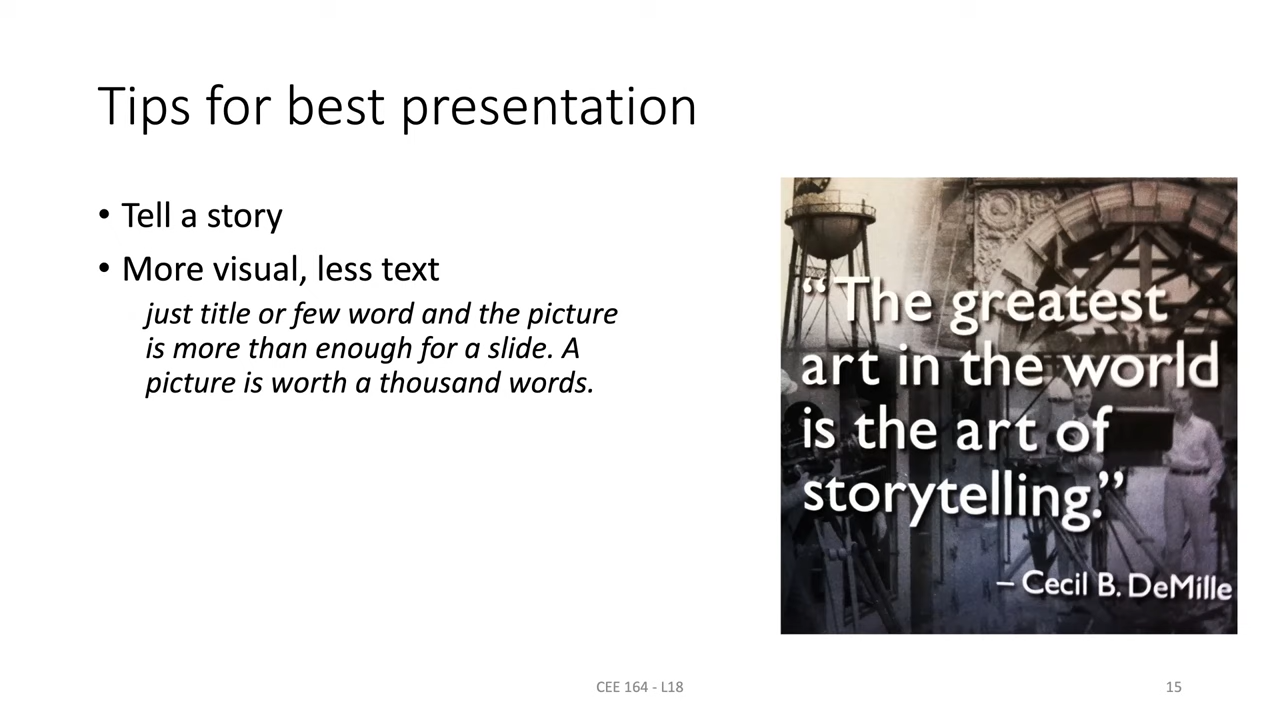 Tips for best presentation
• Tell a story
• More visual, less text
just title or few word and the picture
is more than enough for a slide. A
picture is worth a thousand words.
“The greatest
art in the world
is the art of
storytelling.”
– Cecil B. DeMille
CEE 164 - L18
15